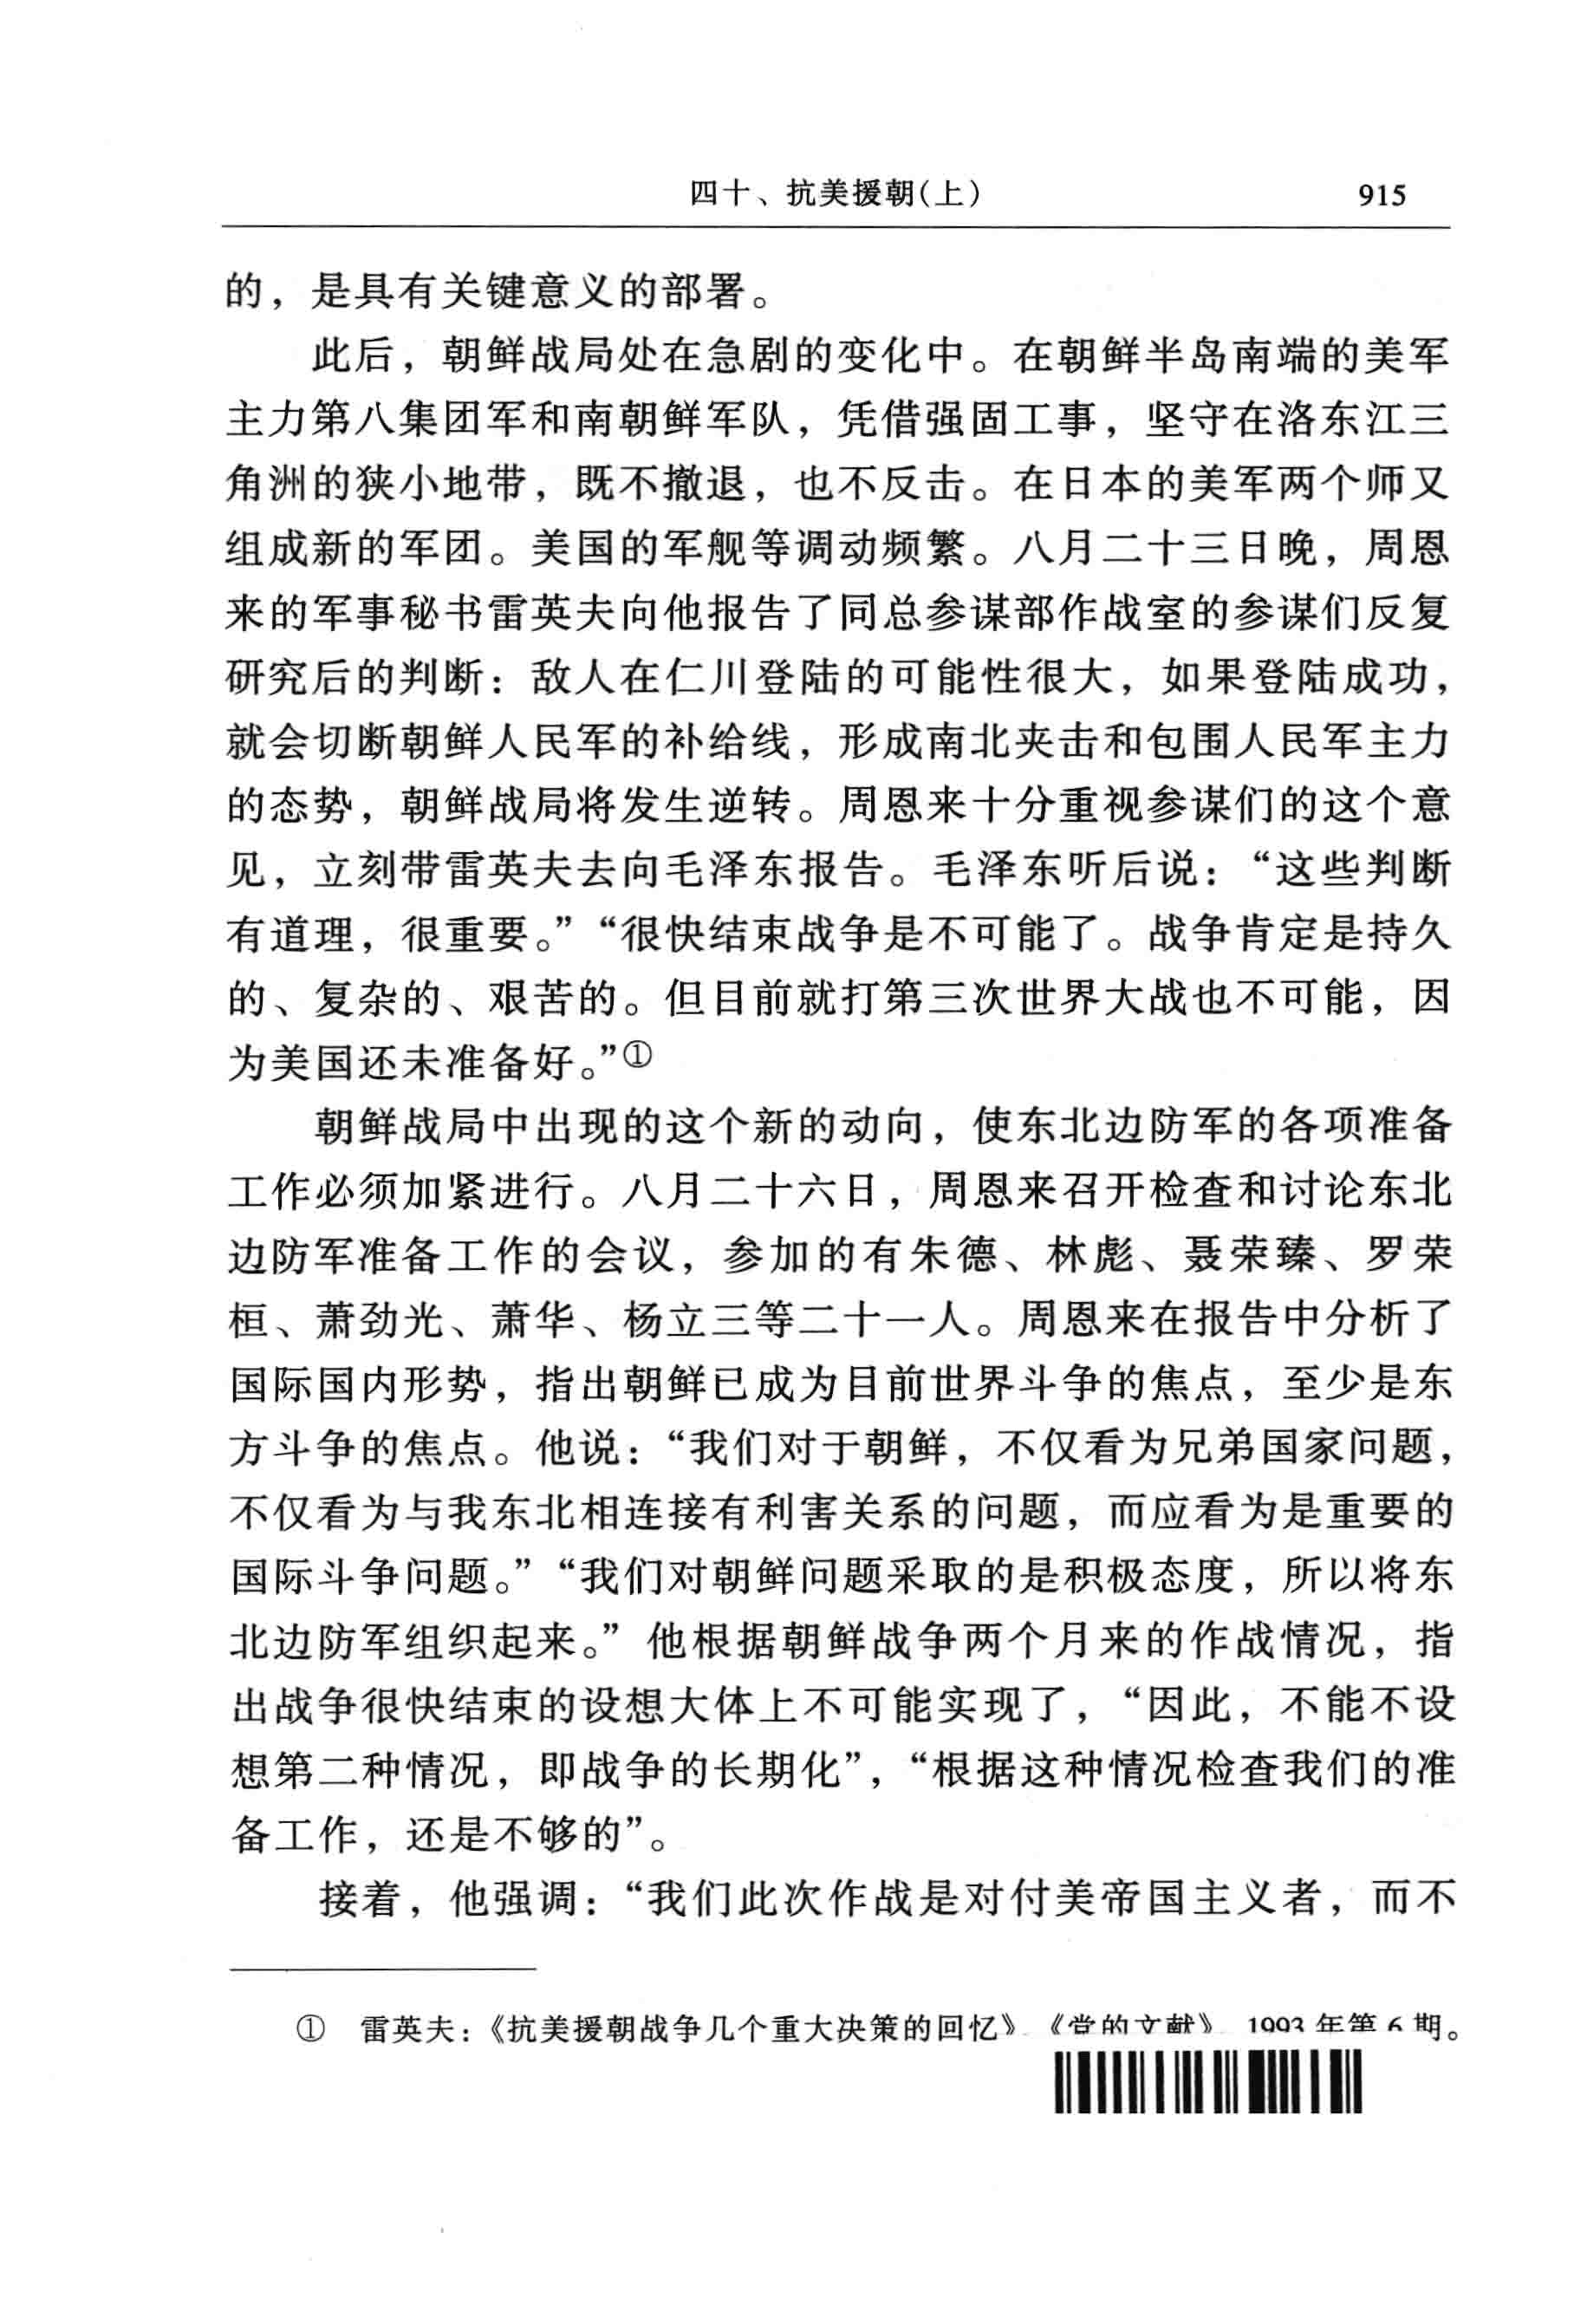 四十、抗美援朝(上) 915
的，是具有关键意义的部署。
此后，朝鲜战局处在急剧的变化中。在朝鲜半岛南端的美军
主力第八集团军和南朝鲜军队，凭借强固工事，坚守在洛东江三
角洲的狭小地带，既不撤退，也不反击。在日本的美军两个师又
组成新的军团。美国的军舰等调动频繁。八月二十三日晚，周恩
来的军事秘书雷英夫向他报告了同总参谋部作战室的参谋们反复
研究后的判断：敌人在仁川登陆的可能性很大，如果登陆成功，
就会切断朝鲜人民军的补给线，形成南北夹击和包围人民军主力
的态势，朝鲜战局将发生逆转。周恩来十分重视参谋们的这个意
见，立刻带雷英夫去向毛泽东报告。毛泽东听后说：“这些判断
有道理，很重要。”“很快结束战争是不可能了。战争肯定是持久
的、复杂的、艰苦的。但目前就打第三次世界大战也不可能，因
为美国还未准备好。”①
朝鲜战局中出现的这个新的动向，使东北边防军的各项准备
工作必须加紧进行。八月二十六日，周恩来召开检查和讨论东北
边防军准备工作的会议，参加的有朱德、林彪、聂荣臻、罗荣
桓、萧劲光、萧华、杨立三等二十一人。周恩来在报告中分析了
国际国内形势，指出朝鲜已成为目前世界斗争的焦点，至少是东
方斗争的焦点。他说：“我们对于朝鲜，不仅看为兄弟国家问题，
不仅看为与我东北相连接有利害关系的问题，而应看为是重要的
国际斗争问题。”“我们对朝鲜问题采取的是积极态度，所以将东
北边防军组织起来。”他根据朝鲜战争两个月来的作战情况，指
出战争很快结束的设想大体上不可能实现了，“因此，不能不设
想第二种情况，即战争的长期化”，“根据这种情况检查我们的准
备工作，还是不够的”。
接着，他强调：“我们此次作战是对付美帝国主义者，而不
① 雷英夫：《抗美援朝战争几个重大决策的回忆》《党的文献》 1993年第6期。